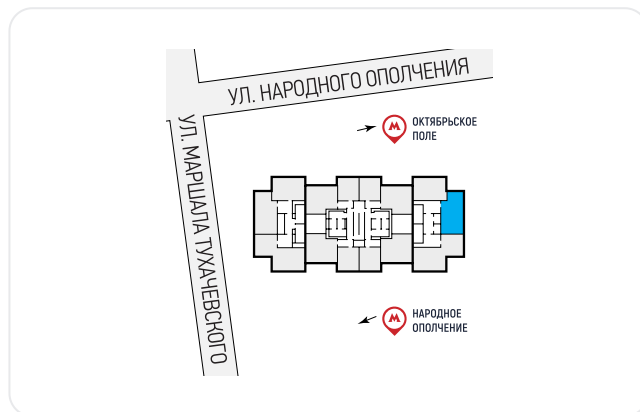 УЛ. НАРОДНОГО ОПОЛЧЕНИЯ
М ОКТЯБРЬСКОЕ
ПОЛЕ
УЛ. МАРШАЛА ТУХАЧЕВСКОГО
М НАРОДНОЕ
ОПОЛЧЕНИЕ